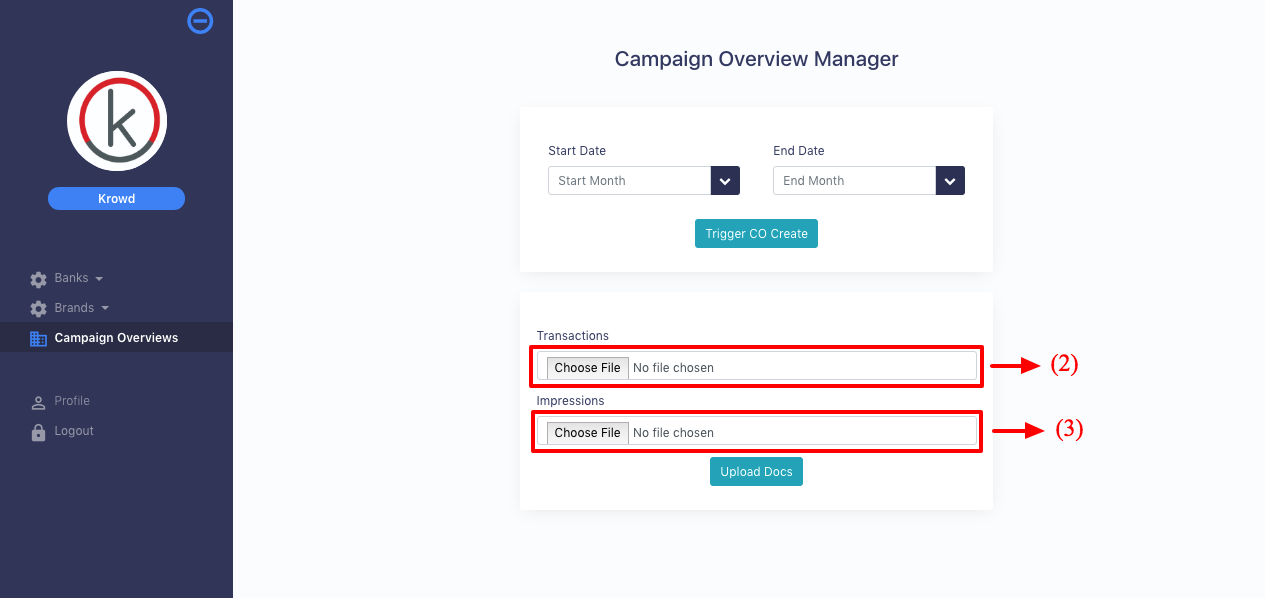 k
Krowd
Banks
Brands
Campaign Overviews
Profile
Logout
Campaign Overview Manager
Start Date
End Date
Start Month
End Month
Trigger CO Create
Transactions
Choose File No file chosen
(2)
Impressions
Choose File No file chosen
(3)
Upload Docs